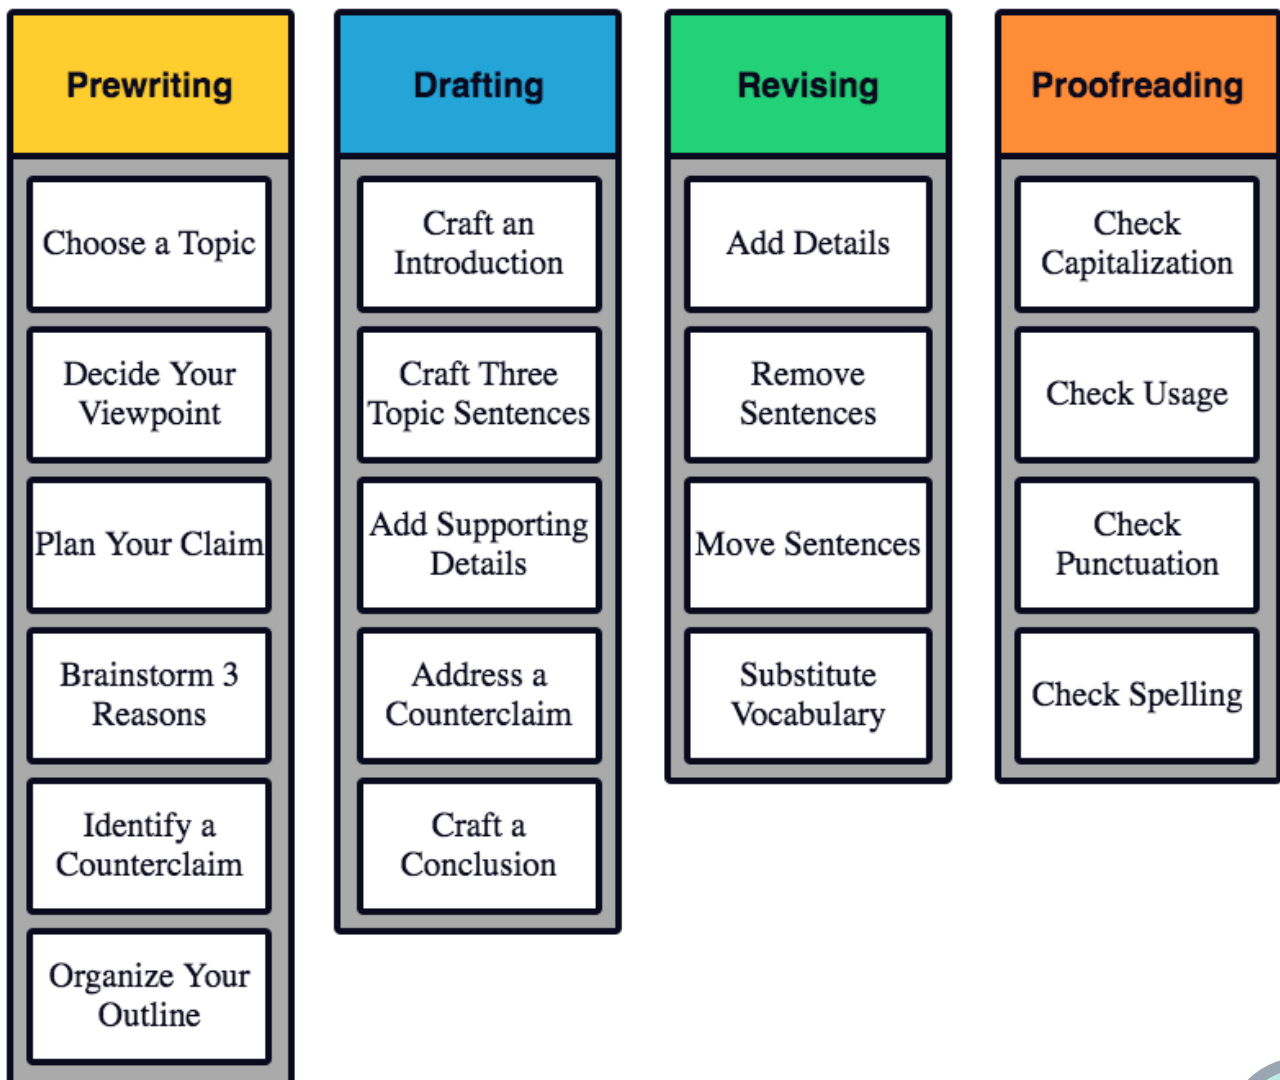 Prewriting
Choose a Topic
Decide Your
Viewpoint
Plan Your Claim
Brainstorm 3
Reasons
Identify a
Counterclaim
Organize Your
Outline
Drafting
Craft an
Introduction
Craft Three
Topic Sentences
Add Supporting
Details
Address a
Counterclaim
Craft a
Conclusion
Revising
Add Details
Remove
Sentences
Move Sentences
Substitute
Vocabulary
Proofreading
Check
Capitalization
Check Usage
Check
Punctuation
Check Spelling